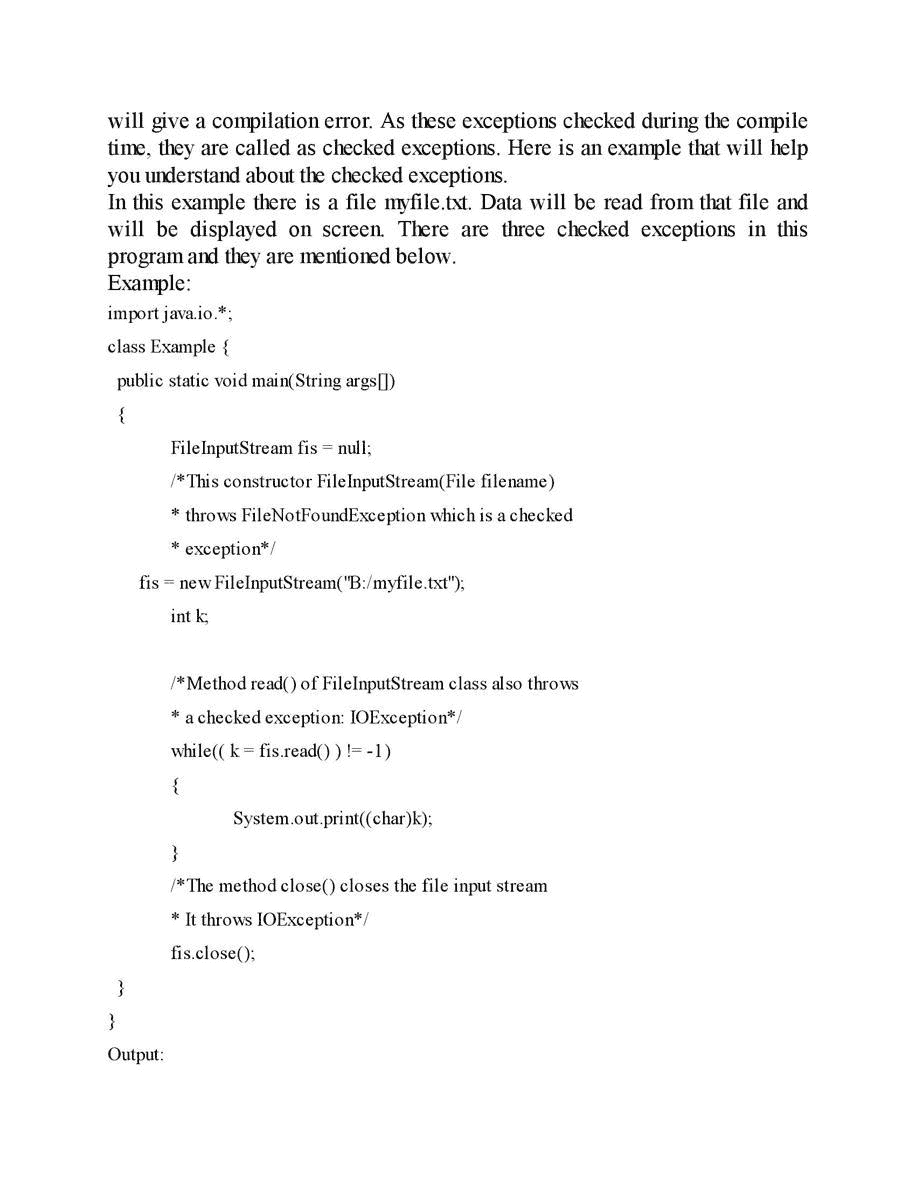 will give a compilation error. As these exceptions checked during the compile
time, they are called as checked exceptions. Here is an example that will help
you understand about the checked exceptions.
In this example there is a file myfile.txt. Data will be read from that file and
will be displayed on screen. There are three checked exceptions in this
program and they are mentioned below.
Example:
import java.io.*;
class Example {
public static void main(String args[])
{
FileInputStream fis = null;
/*This constructor FileInputStream(File filename)
* throws FileNotFoundException which is a checked
* exception*/
fis = new FileInputStream("B:/myfile.txt");
int k;
/*Method read() of FileInputStream class also throws
* a checked exception: IOException*/
while(( k = fis.read() ) != -1)
{
System.out.print((char)k);
}
/*The method close() closes the file input stream
* It throws IOException*/
fis.close();
}
}
Output: